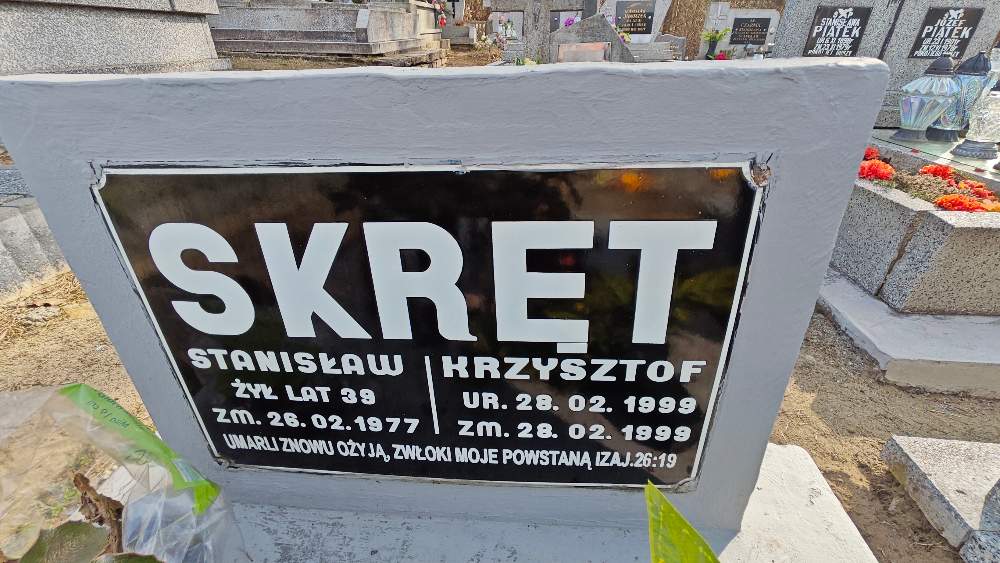 SKRĘT
STANISŁAW
ŻYŁ LAT 39
ZM. 26.02.1977
KRZYSZTOF
UR. 28. 02. 1999
ZM. 28. 02. 1999
UMARLI ZNOWU OŻYJĄ, ZWŁOKI MOJE POWSTANĄ IZAJ.26:19
STANISŁAWA
PIĄTEK
JÓZEF
PIĄTEK